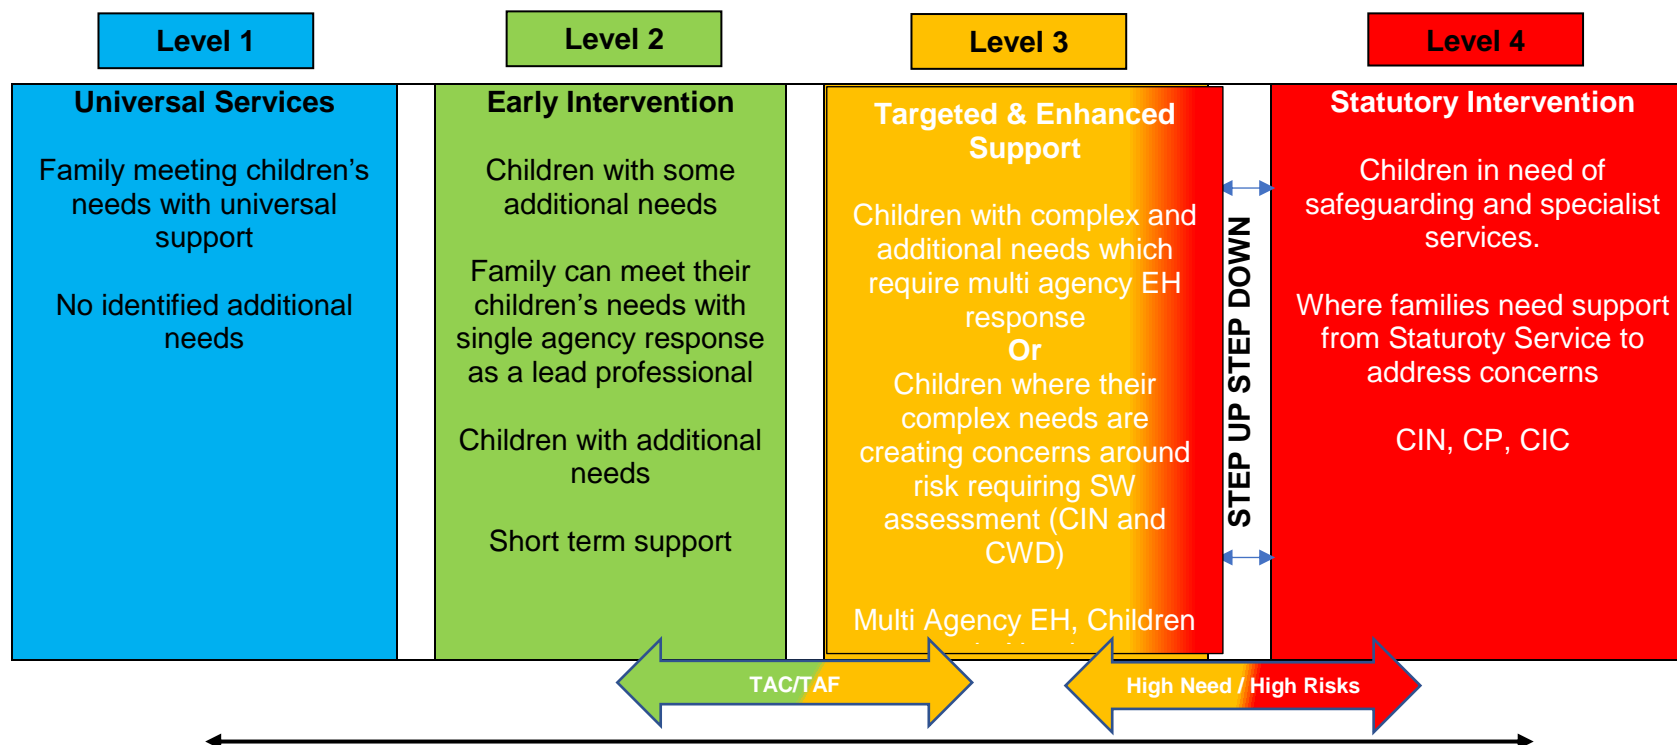 Level 1
Universal Services
Family meeting children’s
needs with universal
support
No identified additional
needs
Level 2
Early Intervention
Children with some
additional needs
Family can meet their
children’s needs with
single agency response
as a lead professional
Children with additional
needs
Short term support
Level 3
Targeted & Enhanced
Support
Children with complex and
additional needs which
require multi agency EH
response
Or
Children where their
complex needs are
creating concerns around
risk requiring SW
assessment (CIN and
CWD)
Multi Agency EH, Children
STEP UP STEP DOWN
Level 4
Statutory Intervention
Children in need of
safeguarding and specialist
services.
Where families need support
from Staturoty Service to
address concerns
CIN, CP, CIC
TAC/TAF
High Need / High Risks